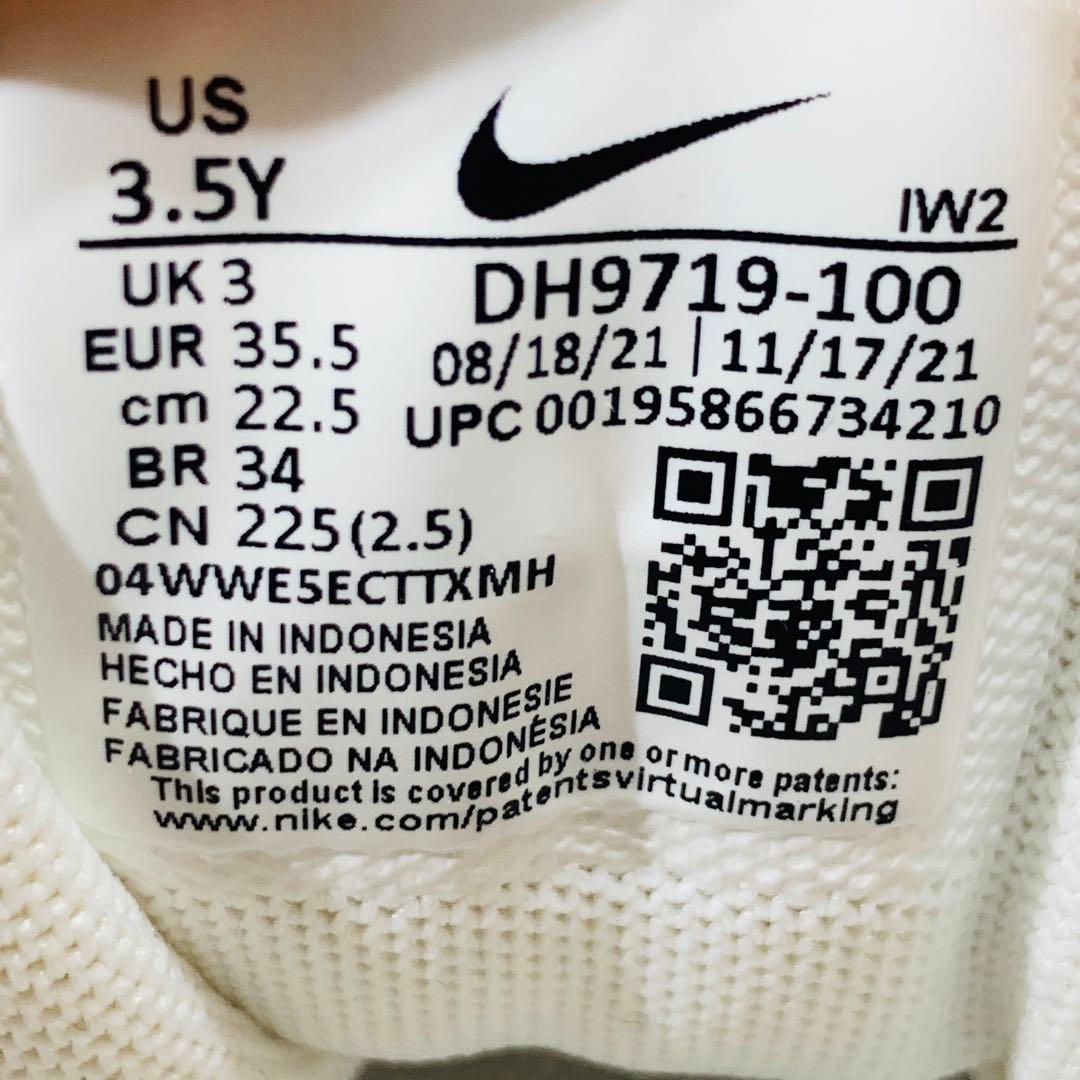 US
3.5Y
IW2
UK 3
EUR 35.5
cm 22.5
BR 34
CN 225(2.5)
DH9719-100
08/18/21 | 11/17/21
UPC 00195866734210
04WWE5ECTTXMH
MADE IN INDONESIA
HECHO EN INDONESIA
FABRIQUE EN INDONESIE
FABRICADO NA INDONÉSIA
This product is covered by one or more patents:
www.nike.com/patentsvirtualmarking